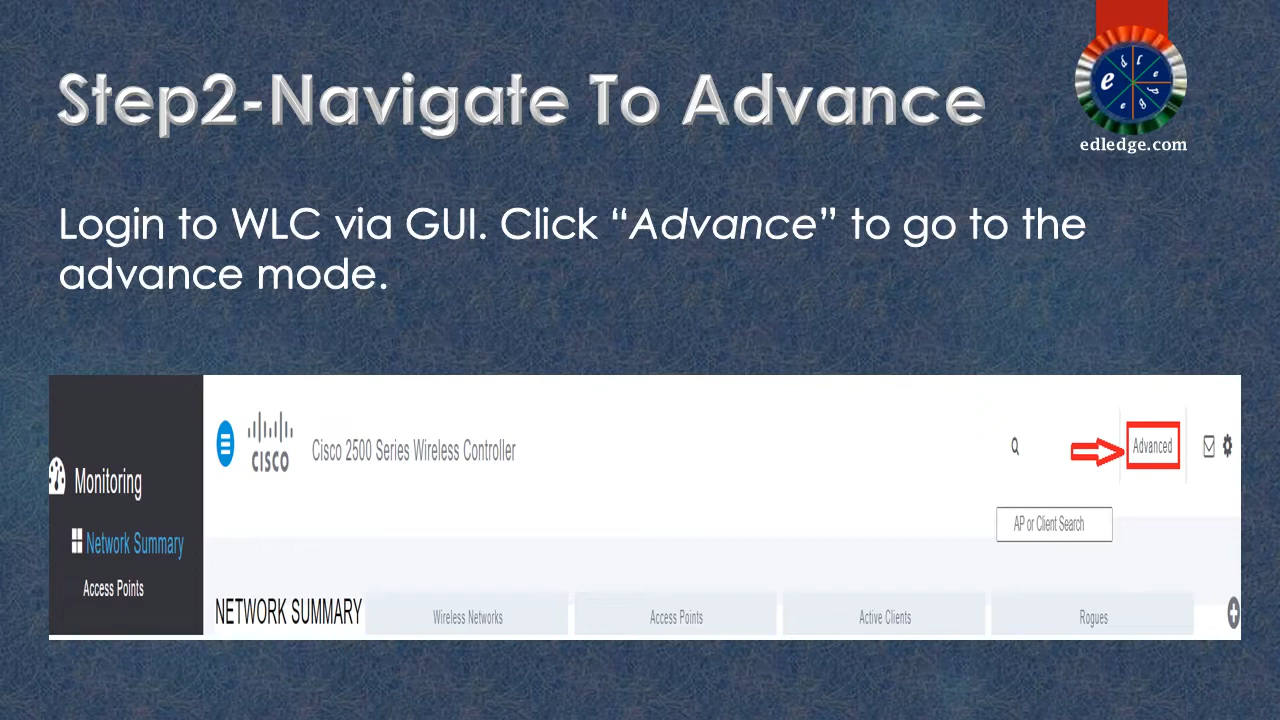 Step2-Navigate To Advance
edledge.com
Login to WLC via GUI. Click “Advance” to go to the
advance mode.
CISCO
Cisco 2500 Series Wireless Controller
Advanced
Monitoring
AP or Client Search
Network Summary
Access Points
NETWORK SUMMARY
Wireless Networks
Access Points
Active Clients
Rogues